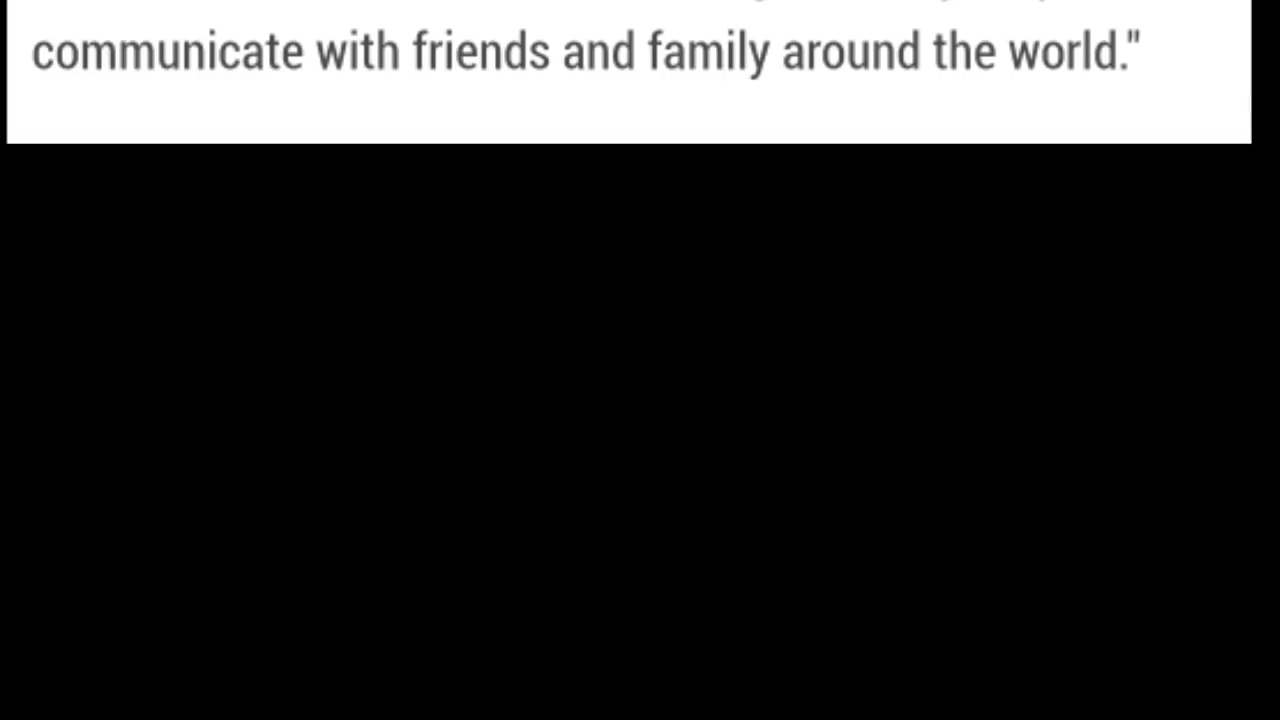 communicate with friends and family around the world."